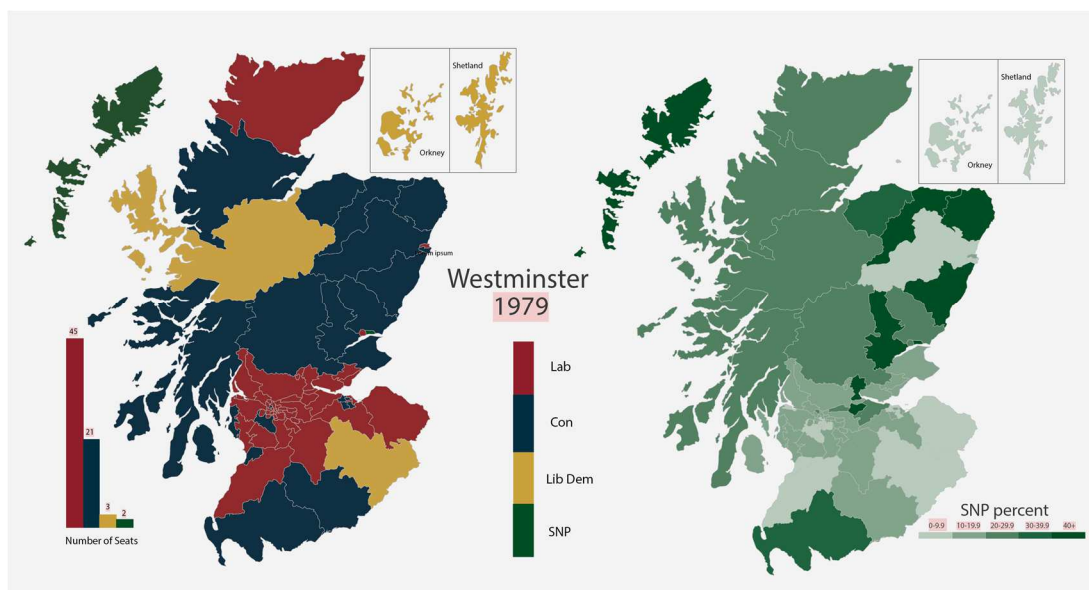 Shetland
Orkney
Westminster
1979
Lab
Con
Lib Dem
SNP
45
21
3
2
Number of Seats
Shetland
Orkney
SNP percent
0-9.9 10-19.9 20-29.9 30-39.9 40+